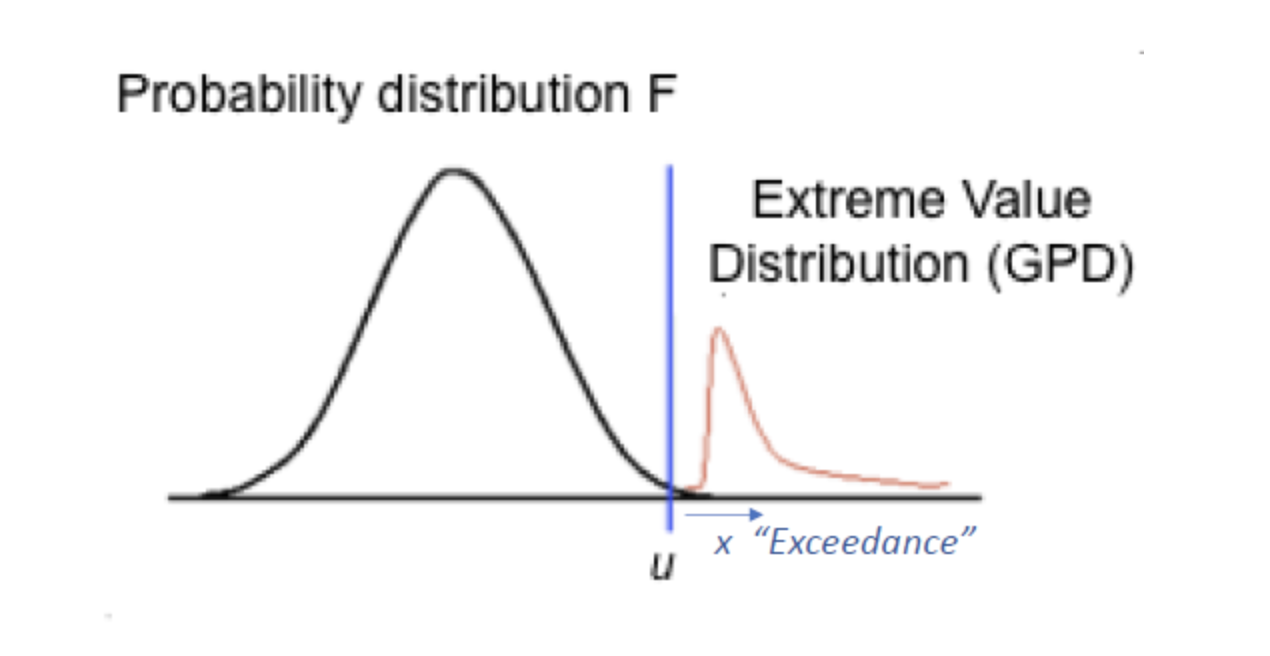 Probability distribution F
Extreme Value
Distribution (GPD)
x “Exceedance”
u